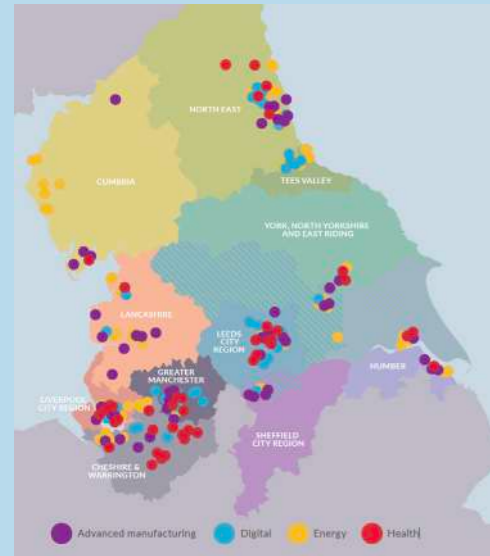 NORTH EAST
CUMBRIA
TEES VALLEY
YORK, NORTH YORKSHIRE
AND EAST RIDING
LANCASHIRE
LEEDS
CITY
REGION
GREATER
MANCHESTER
HUMBER
LIVERPOOL
CITY REGION
SHEFFIELD
CITY REGION
CHESHIRE &
WARRINGTON
Advanced manufacturing
Digital
Energy
Health